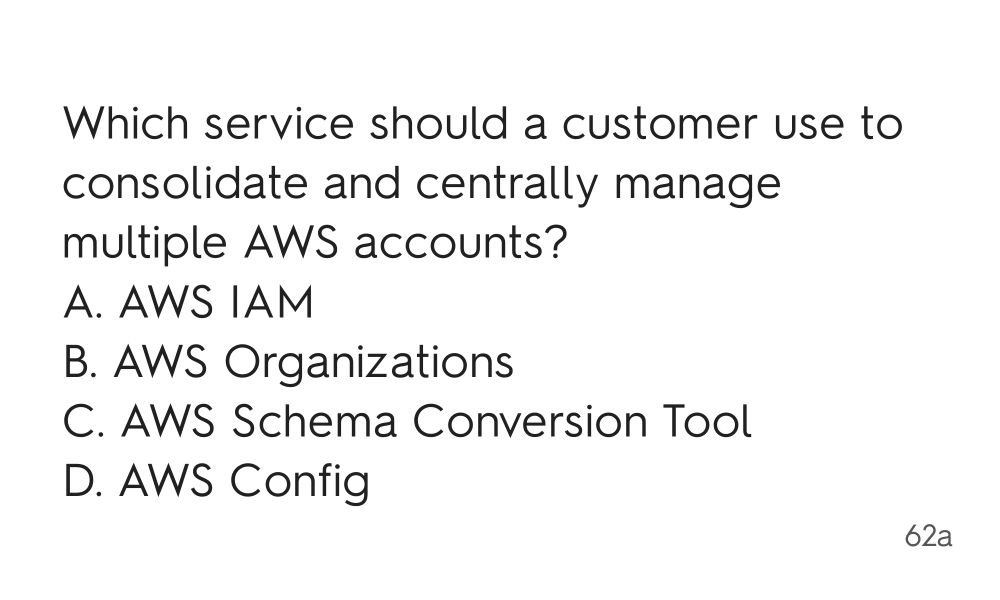 Which service should a customer use to
consolidate and centrally manage
multiple AWS accounts?
A. AWS IAM
B. AWS Organizations
C. AWS Schema Conversion Tool
D. AWS Config
62a